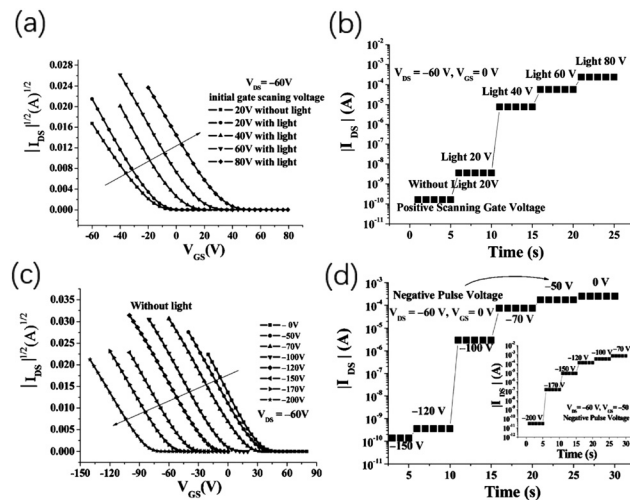 (a)
|I_DS|^1/2(A)^1/2
0.028
0.024
0.020
0.016
0.012
0.008
0.004
0.000
V_DS= −60V
initial gate scaning voltage
20V without light
20V with light
40V with light
60V with light
80V with light
-60 -40 -20 0 20 40 60 80
V_GS(V)
(b)
|I_DS| (A)
10^-2
10^-3
10^-4
10^-5
10^-6
10^-7
10^-8
10^-9
10^-10
V_DS= −60 V, V_GS= 0 V
Light 80 V
Light 60 V
Light 40 V
Light 20 V
Without Light 20V
Positive Scanning Gate Voltage
0 5 10 15 20 25
Time (s)
(c)
|I_DS|^1/2(A)^1/2
0.035
0.030
0.025
0.020
0.015
0.010
0.005
0.000
Without light
− 0V
−50V
−70V
−100V
−120V
−150V
−170V
−200V
V_DS= −60V
-150 -120 -90 -60 -30 0 30 60 90
V_GS(V)
(d)
|I_DS| (A)
10^-3
10^-4
10^-5
10^-6
10^-7
10^-8
10^-9
10^-10
10^-11
Negative Pulse Voltage
V_DS= −60 V, V_GS= 0 V
−50 V
0 V
−70 V
−100 V
−120 V
−150 V
5 10 15 20 25 30
Time (s)
|I_DS| (A)
−70 V
−100 V
−120 V
−150 V
−170 V
−200 V
V_DS=−60 V, V_GS= −50
Negative Pulse Voltage
0 5 10 15 20 25 30
Time (s)